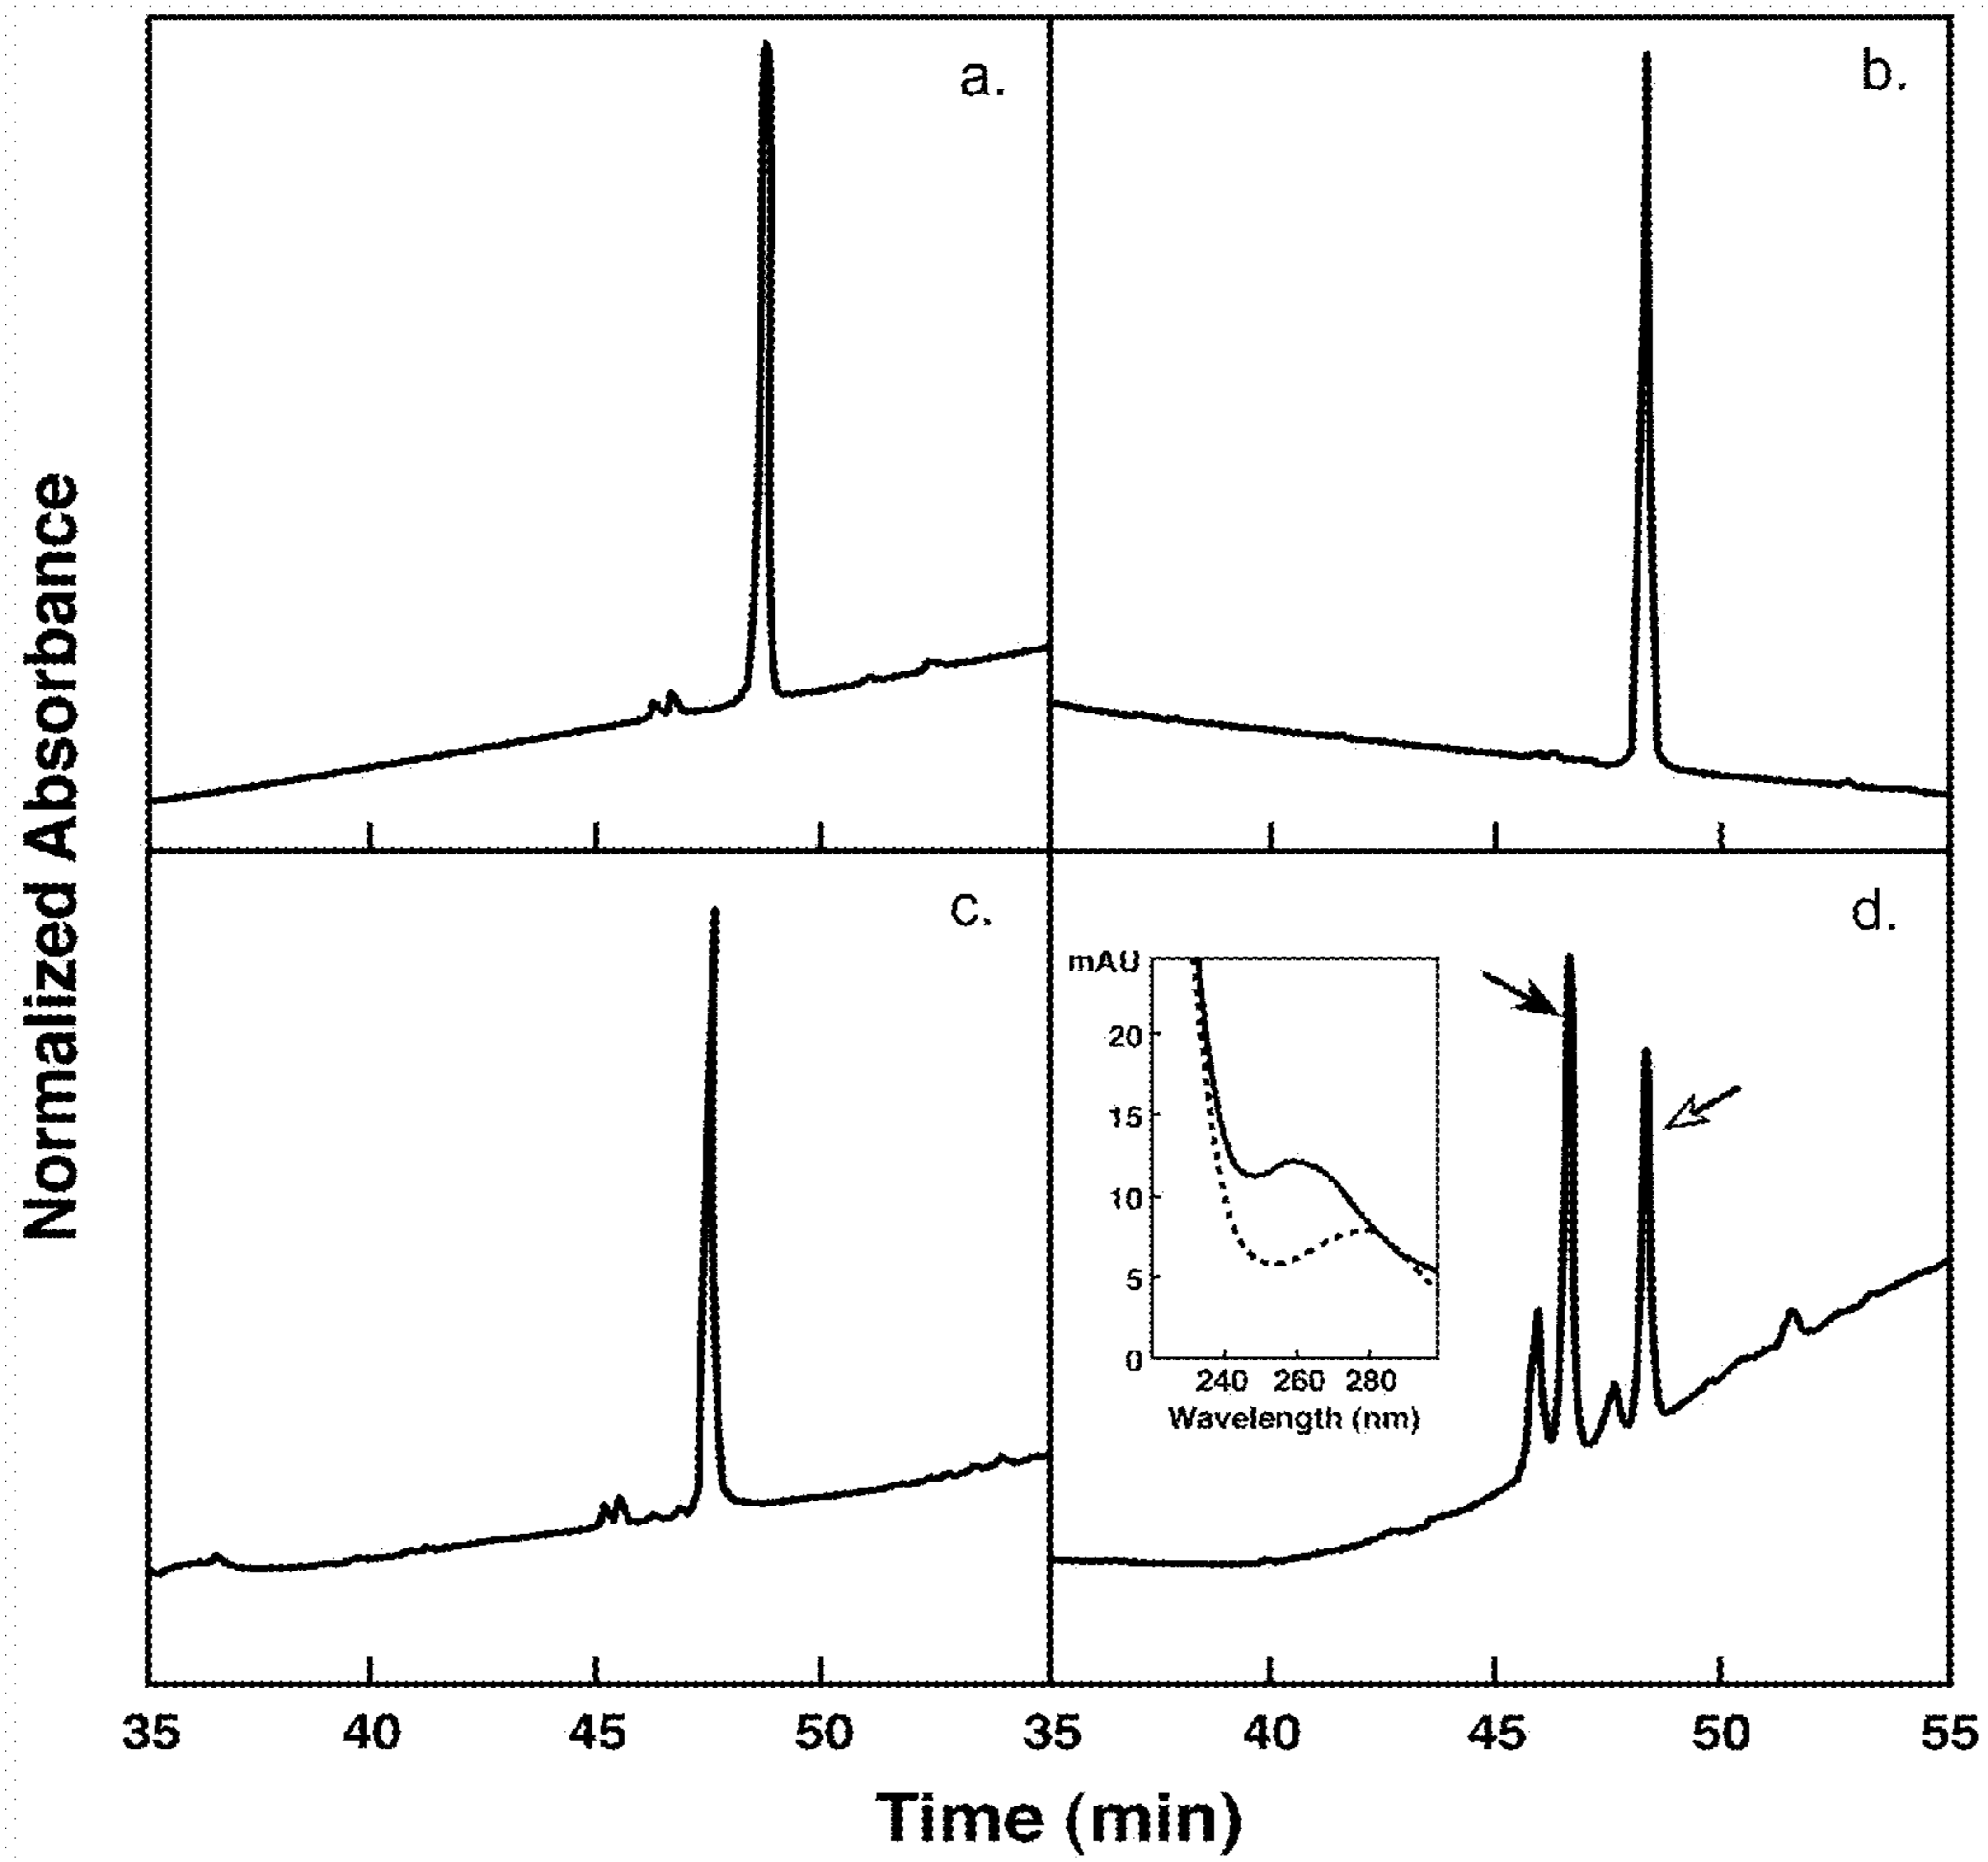 a.
b.
Normalized Absorbance
c.
d.
mAU
20
15
10
5
0
240 260 280
Wavelength (nm)
35 40 45 50 35 40 45 50 55
Time (min)